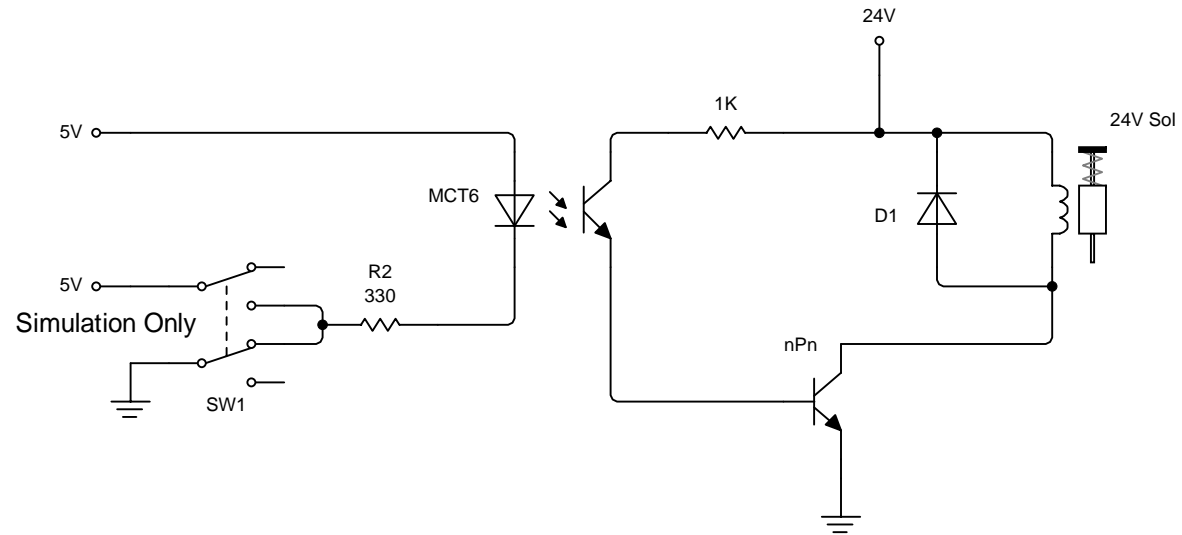 24V
1K
24V Sol
5V
MCT6
D1
5V
R2
330
Simulation Only
nPn
SW1